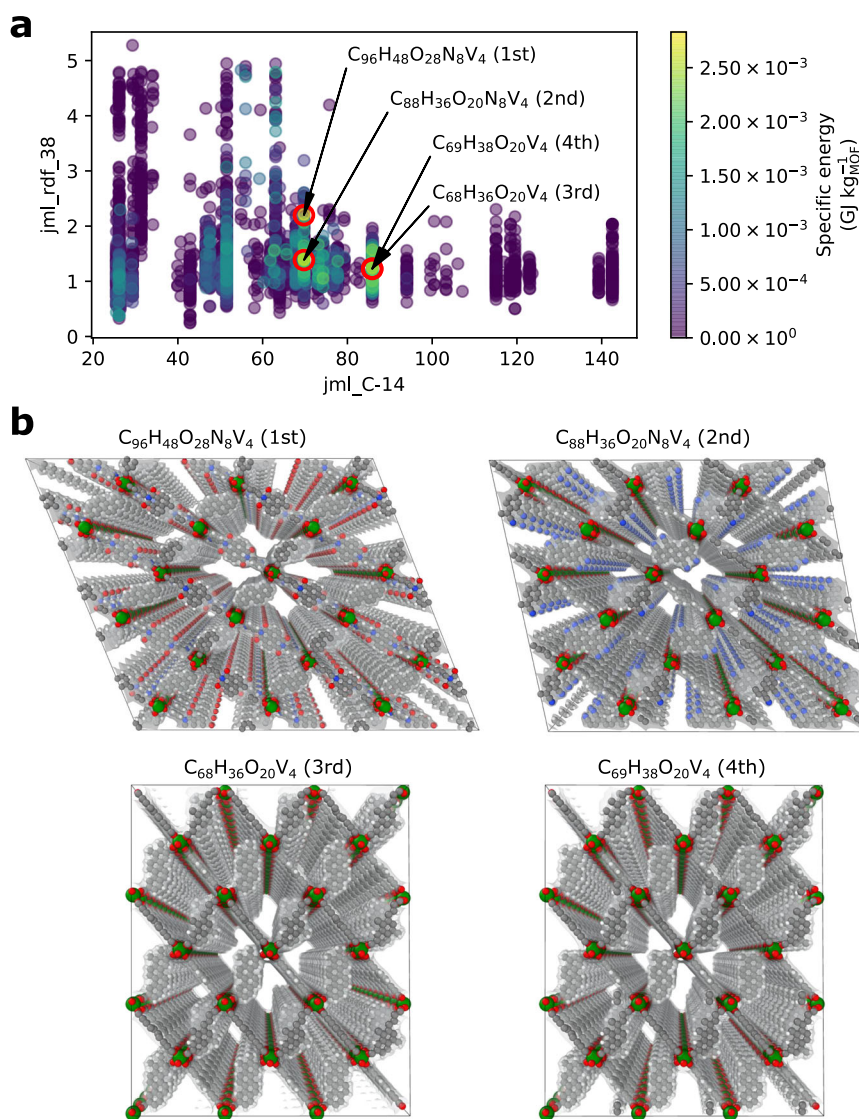 a
C₉₆H₄₈O₂₈N₈V₄ (1st)
C₈₈H₃₆O₂₀N₈V₄ (2nd)
C₆₉H₃₈O₂₀V₄ (4th)
C₆₈H₃₆O₂₀V₄ (3rd)
5
4
3
2
1
0
jml_rdf_38
20
40
60
80
100
120
140
jml_C-14
2.50 × 10⁻³
2.00 × 10⁻³
1.50 × 10⁻³
1.00 × 10⁻³
5.00 × 10⁻⁴
0.00 × 10⁰
Specific energy
(GJ kg⁻¹_MOF)
b
C₉₆H₄₈O₂₈N₈V₄ (1st)
C₈₈H₃₆O₂₀N₈V₄ (2nd)
C₆₈H₃₆O₂₀V₄ (3rd)
C₆₉H₃₈O₂₀V₄ (4th)